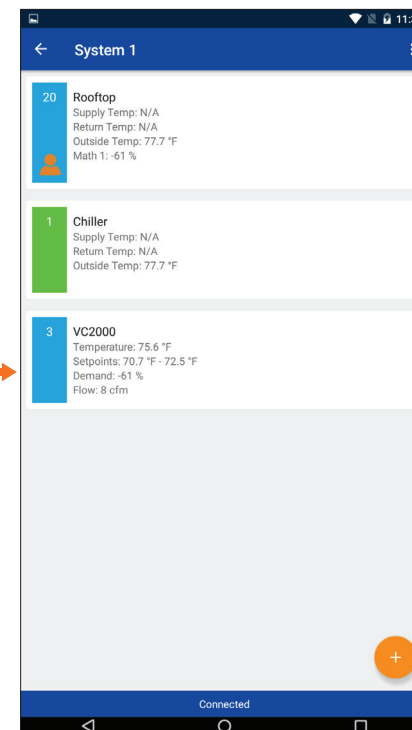 11:
System 1
20
Rooftop
Supply Temp: N/A
Return Temp: N/A
Outside Temp: 77.7 °F
Math 1: -61 %
1
Chiller
Supply Temp: N/A
Return Temp: N/A
Outside Temp: 77.7 °F
3
VC2000
Temperature: 75.6 °F
Setpoints: 70.7 °F - 72.5 °F
Demand: -61 %
Flow: 8 cfm
+
Connected